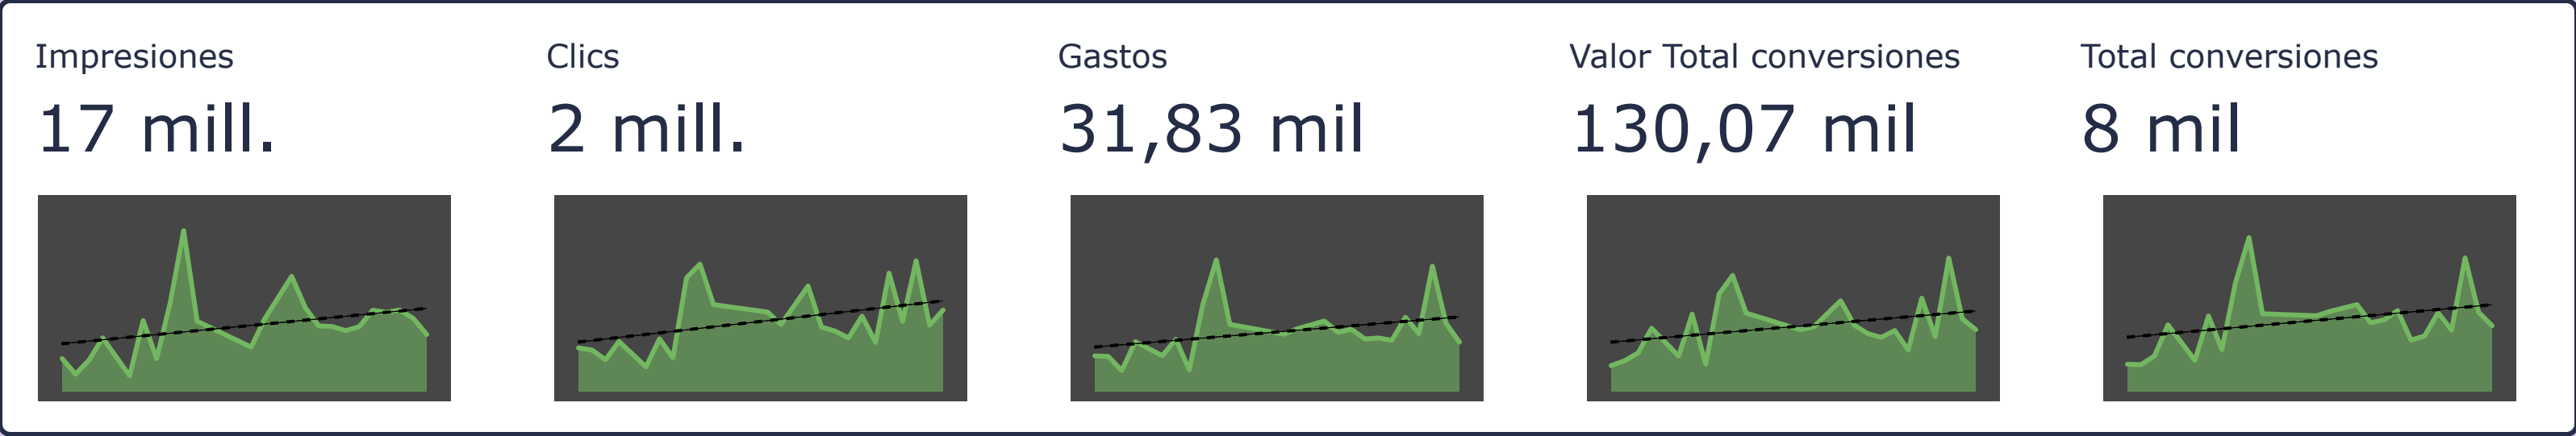 Impresiones
17 mill.
Clics
2 mill.
Gastos
31,83 mil
Valor Total conversiones
130,07 mil
Total conversiones
8 mil